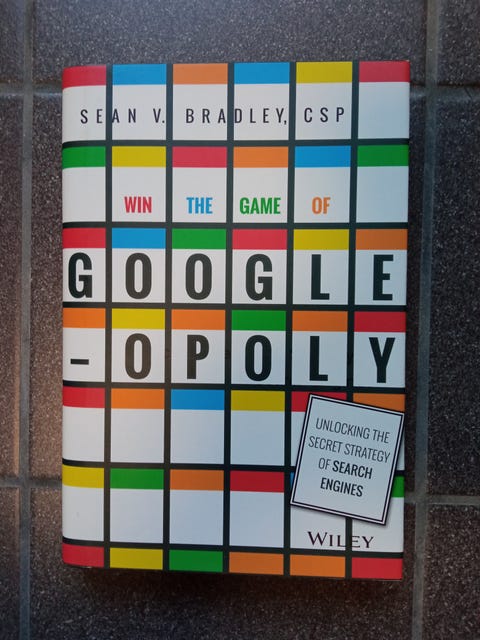 SEAN V. BRADLEY, CSP
WIN THE GAME OF
GOOGLE
-OPOLY
UNLOCKING THE
SECRET STRATEGY
OF SEARCH
ENGINES
WILEY